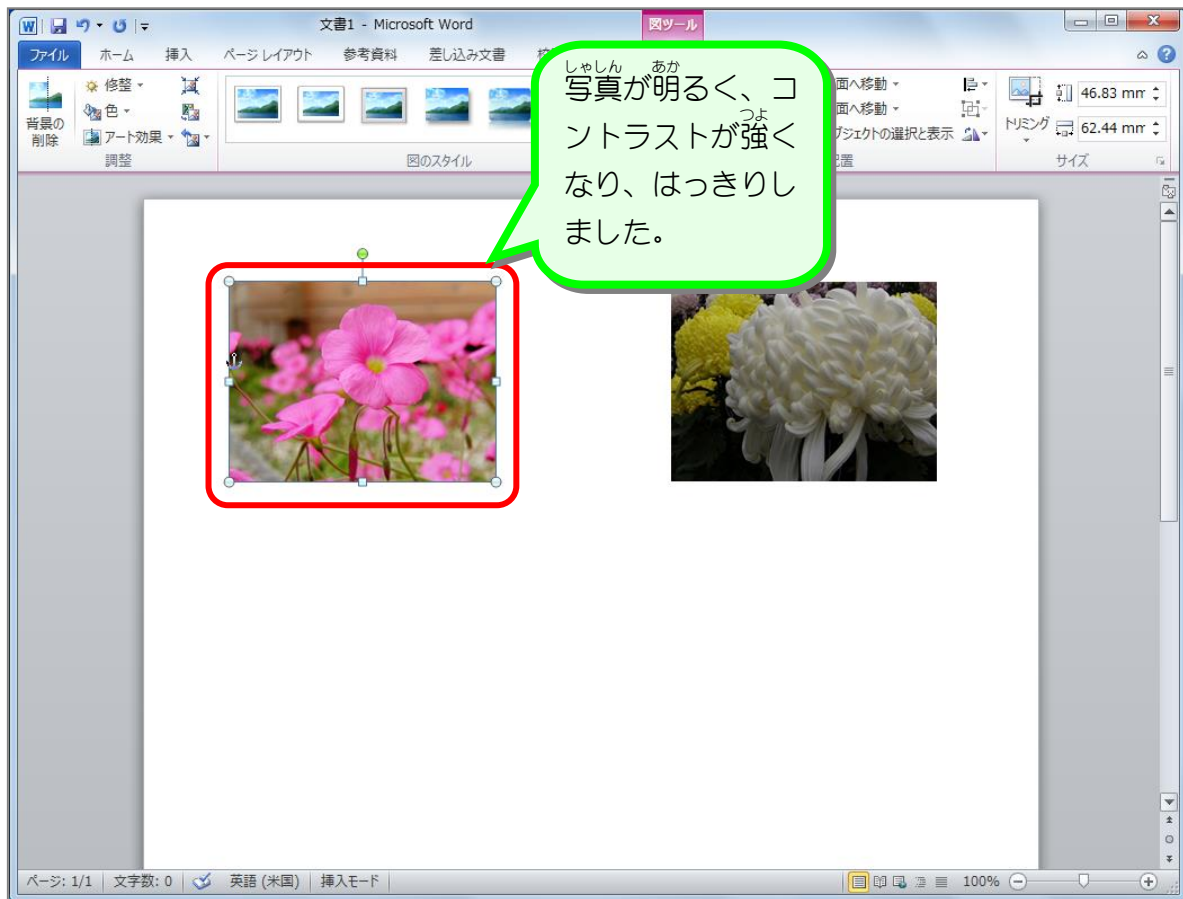 文書1 - Microsoft Word
図ツール
ファイル ホーム 挿入 ページ レイアウト 参考資料 差し込み文書
修整
色
アート効果
背景の
削除
調整
図のスタイル
面へ移動
面へ移動
ブジェクトの選択と表示
置
トリミング
46.83 mm
62.44 mm
サイズ
しゃしん あか
写真が明るく、コ
つよ
ントラストが強く
なり、はっきりし
ました。
ページ: 1/1 文字数: 0 英語 (米国) 挿入モード 100%